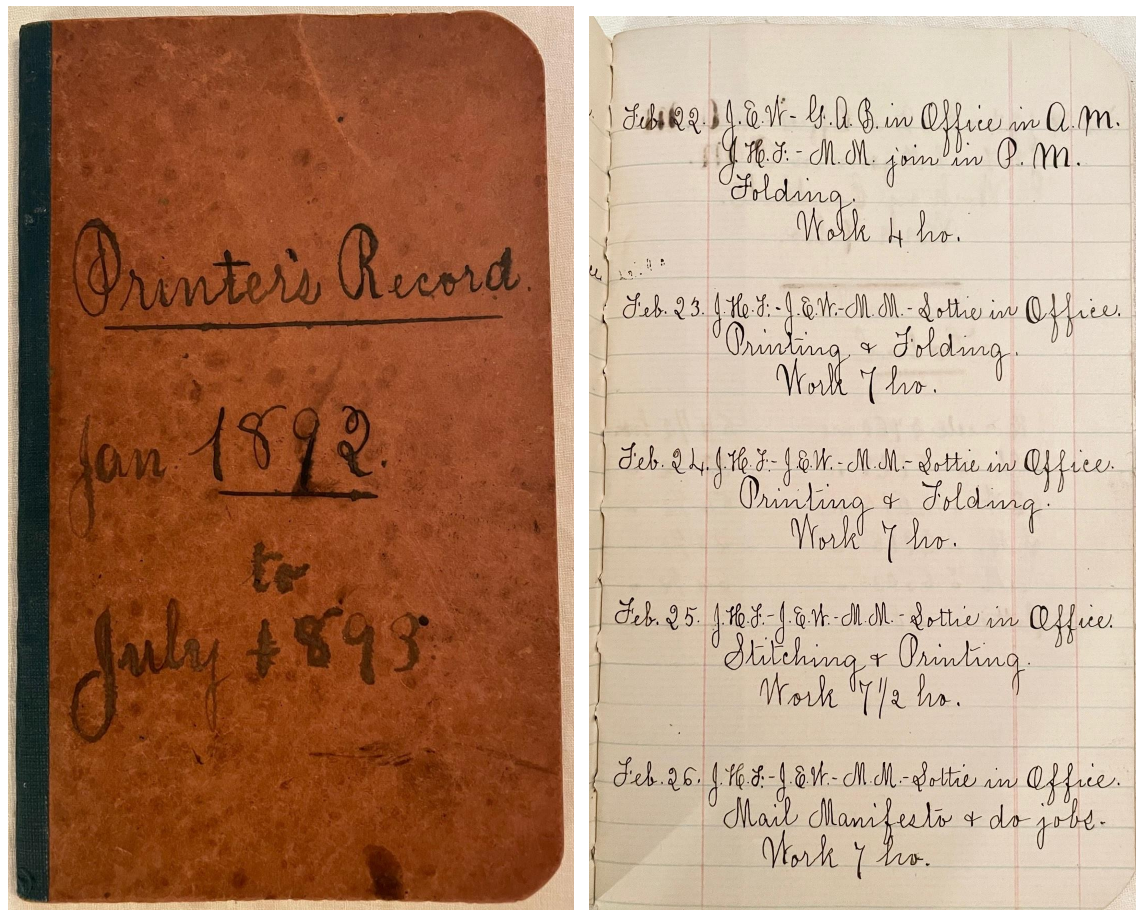 Printer's Record.
Jan 1892.
to
July 1893
Feb. 22. J.E.W - G.A.B. in Office in A.M.
J.H.F. - M.M. join in P.M.
Folding.
Work 4 ho.
Feb. 23. J.H.F. - J.E.W. - M.M. - Lottie in Office.
Printing & Folding.
Work 7 ho.
Feb. 24. J.H.F. - J.E.W. - M.M. - Lottie in Office.
Printing & Folding.
Work 7 ho.
Feb. 25. J.H.F. - J.E.W. - M.M. - Lottie in Office.
Stitching & Printing.
Work 7 1/2 ho.
Feb. 26. J.H.F. - J.E.W. - M.M. - Lottie in Office.
Mail Manifesto & do jobs.
Work 7 ho.